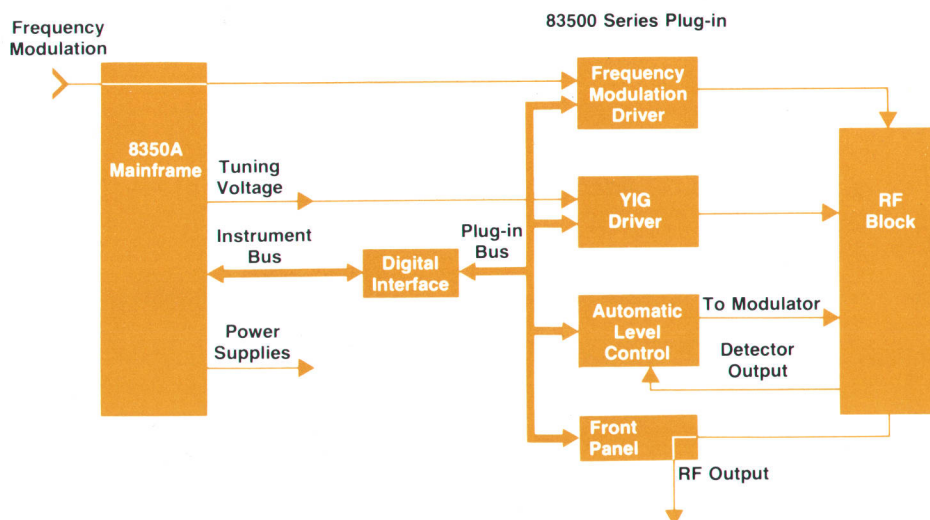 83500 Series Plug-in
Frequency
Modulation
8350A
Mainframe
Frequency
Modulation
Driver
Tuning
Voltage
YIG
Driver
RF
Block
Instrument
Bus
Digital
Interface
Plug-in
Bus
Power
Supplies
Automatic
Level
Control
To Modulator
Detector
Output
Front
Panel
RF Output